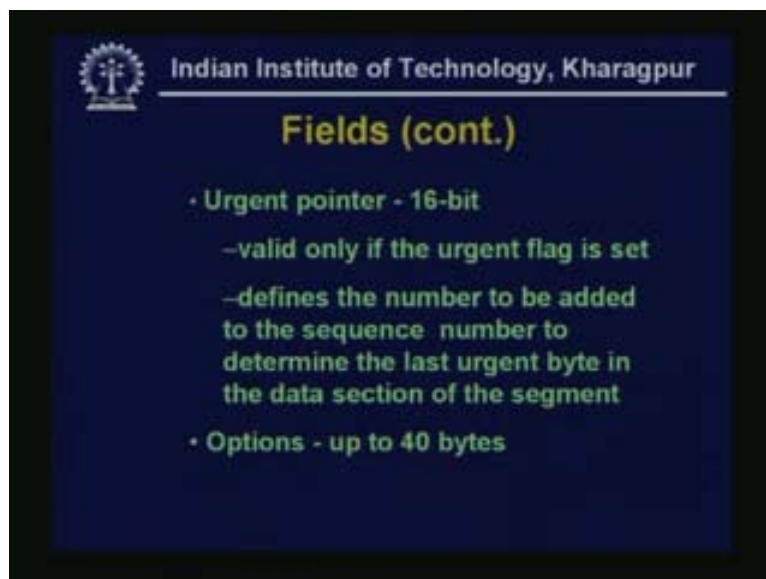 Indian Institute of Technology, Kharagpur
Fields (cont.)
• Urgent pointer - 16-bit
–valid only if the urgent flag is set
–defines the number to be added
to the sequence number to
determine the last urgent byte in
the data section of the segment
• Options - up to 40 bytes